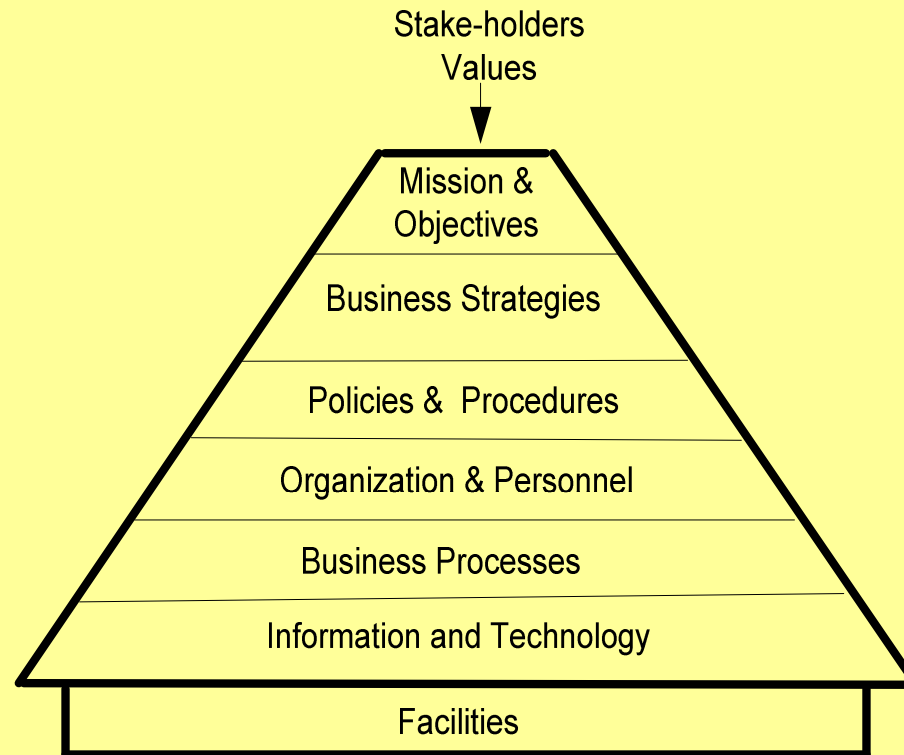 Stake-holders
Values
Mission &
Objectives
Business Strategies
Policies &  Procedures
Organization & Personnel
Business Processes
Information and Technology
Facilities